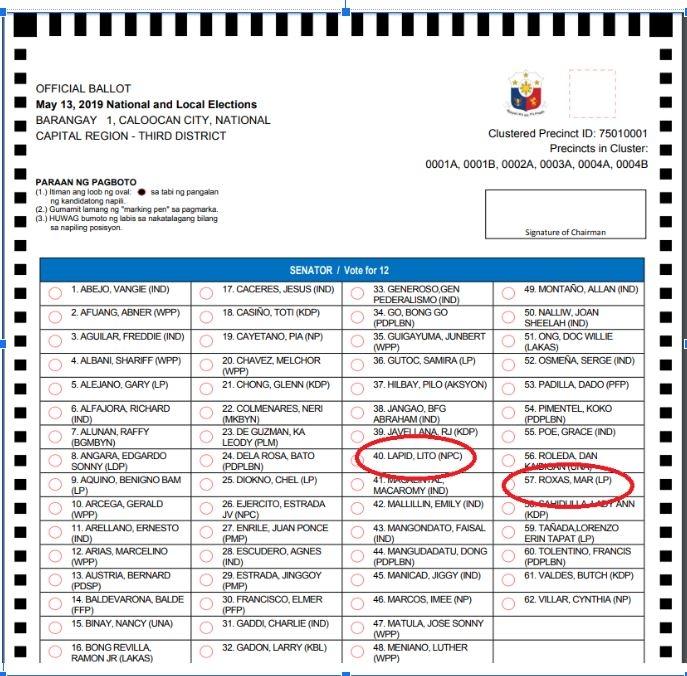 OFFICIAL BALLOT
May 13, 2019 National and Local Elections
BARANGAY 1, CALOOCAN CITY, NATIONAL
CAPITAL REGION - THIRD DISTRICT
Clustered Precinct ID: 75010001
Precincts in Cluster:
0001A, 0001B, 0002A, 0003A, 0004A, 0004B
PARAAN NG PAGBOTO
(1.) Itiman ang loob ng oval: sa tabi ng pangalan
ng kandidatong napili.
(2.) Gumamit lamang ng "marking pen" sa pagmarka.
(3.) HUWAG bumoto ng labis sa nakatalagang bilang
sa napiling posisyon.
Signature of Chairman
SENATOR / Vote for 12
1. ABEJO, VANGIE (IND)
2. AFUANG, ABNER (WPP)
3. AGUILAR, FREDDIE (IND)
4. ALBANI, SHARIFF (WPP)
5. ALEJANO, GARY (LP)
6. ALFAJORA, RICHARD
(IND)
7. ALUNAN, RAFFY
(BGMBYN)
8. ANGARA, EDGARDO
SONNY (LDP)
9. AQUINO, BENIGNO BAM
(LP)
10. ARCEGA, GERALD
(WPP)
11. ARELLANO, ERNESTO
(IND)
12. ARIAS, MARCELINO
(WPP)
13. AUSTRIA, BERNARD
(PDSP)
14. BALDEVARONA, BALDE
(FFP)
15. BINAY, NANCY (UNA)
16. BONG REVILLA,
RAMON JR (LAKAS)
17. CACERES, JESUS (IND)
18. CASIÑO, TOTI (KDP)
19. CAYETANO, PIA (NP)
20. CHAVEZ, MELCHOR
(WPP)
21. CHONG, GLENN (KDP)
22. COLMENARES, NERI
(MKBYN)
23. DE GUZMAN, KA
LEODY (PLM)
24. DELA ROSA, BATO
(PDPLBN)
25. DIOKNO, CHEL (LP)
26. EJERCITO, ESTRADA
JV (NPC)
27. ENRILE, JUAN PONCE
(PMP)
28. ESCUDERO, AGNES
(IND)
29. ESTRADA, JINGGOY
(PMP)
30. FRANCISCO, ELMER
(PFP)
31. GADDI, CHARLIE (IND)
32. GADON, LARRY (KBL)
33. GENEROSO,GEN
PEDERALISMO (IND)
34. GO, BONG GO
(PDPLBN)
35. GUIGAYUMA, JUNBERT
(WPP)
36. GUTOC, SAMIRA (LP)
37. HILBAY, PILO (AKSYON)
38. JANGAO, BFG
ABRAHAM (IND)
39. JAVELLANA, RJ (KDP)
40. LAPID, LITO (NPC)
41. MAGALINTAL,
MACAROMY (IND)
42. MALLILLIN, EMILY (IND)
43. MANGONDATO, FAISAL
(IND)
44. MANGUDADATU, DONG
(PDPLBN)
45. MANICAD, JIGGY (IND)
46. MARCOS, IMEE (NP)
47. MATULA, JOSE SONNY
(WPP)
48. MENIANO, LUTHER
(WPP)
49. MONTAÑO, ALLAN (IND)
50. NALLIW, JOAN
SHEELAH (IND)
51. ONG, DOC WILLIE
(LAKAS)
52. OSMEÑA, SERGE (IND)
53. PADILLA, DADO (PFP)
54. PIMENTEL, KOKO
(PDPLBN)
55. POE, GRACE (IND)
56. ROLEDA, DAN
KAIBIGAN (UNA)
57. ROXAS, MAR (LP)
58. SAHIDULLA, LADY ANN
(KDP)
59. TAÑADA,LORENZO
ERIN TAPAT (LP)
60. TOLENTINO, FRANCIS
(PDPLBN)
61. VALDES, BUTCH (KDP)
62. VILLAR, CYNTHIA (NP)